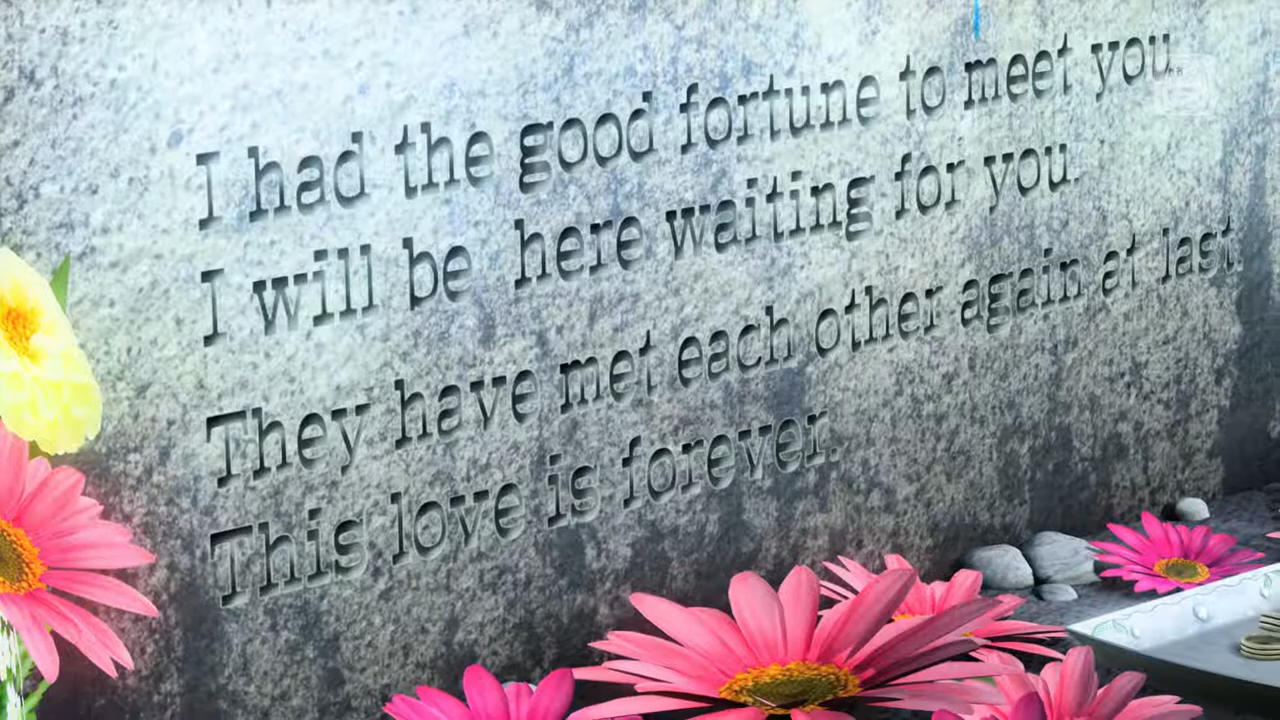 I had the good fortune to meet you
I will be here waiting for you.
They have met each other again at last.
This love is forever.